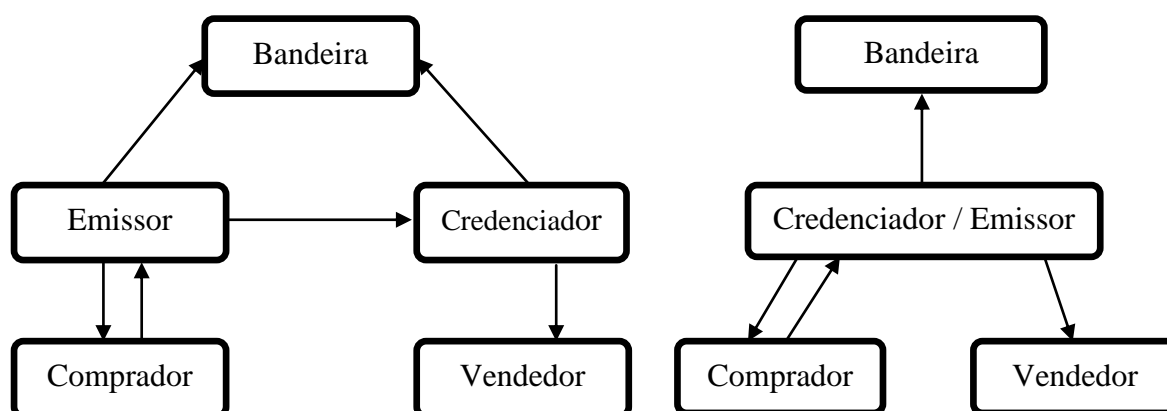 Bandeira
Emissor
Credenciador
Comprador
Vendedor
Bandeira
Credenciador / Emissor
Comprador
Vendedor